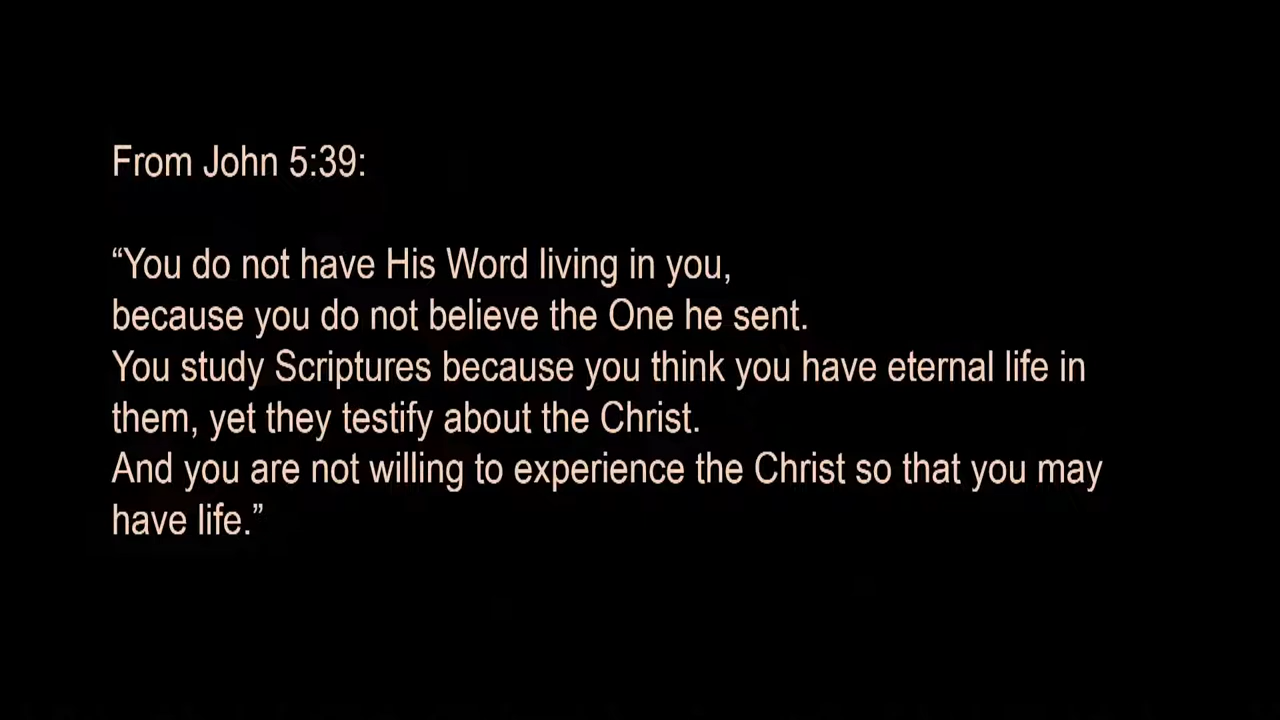 From John 5:39:
“You do not have His Word living in you,
because you do not believe the One he sent.
You study Scriptures because you think you have eternal life in
them, yet they testify about the Christ.
And you are not willing to experience the Christ so that you may
have life.”